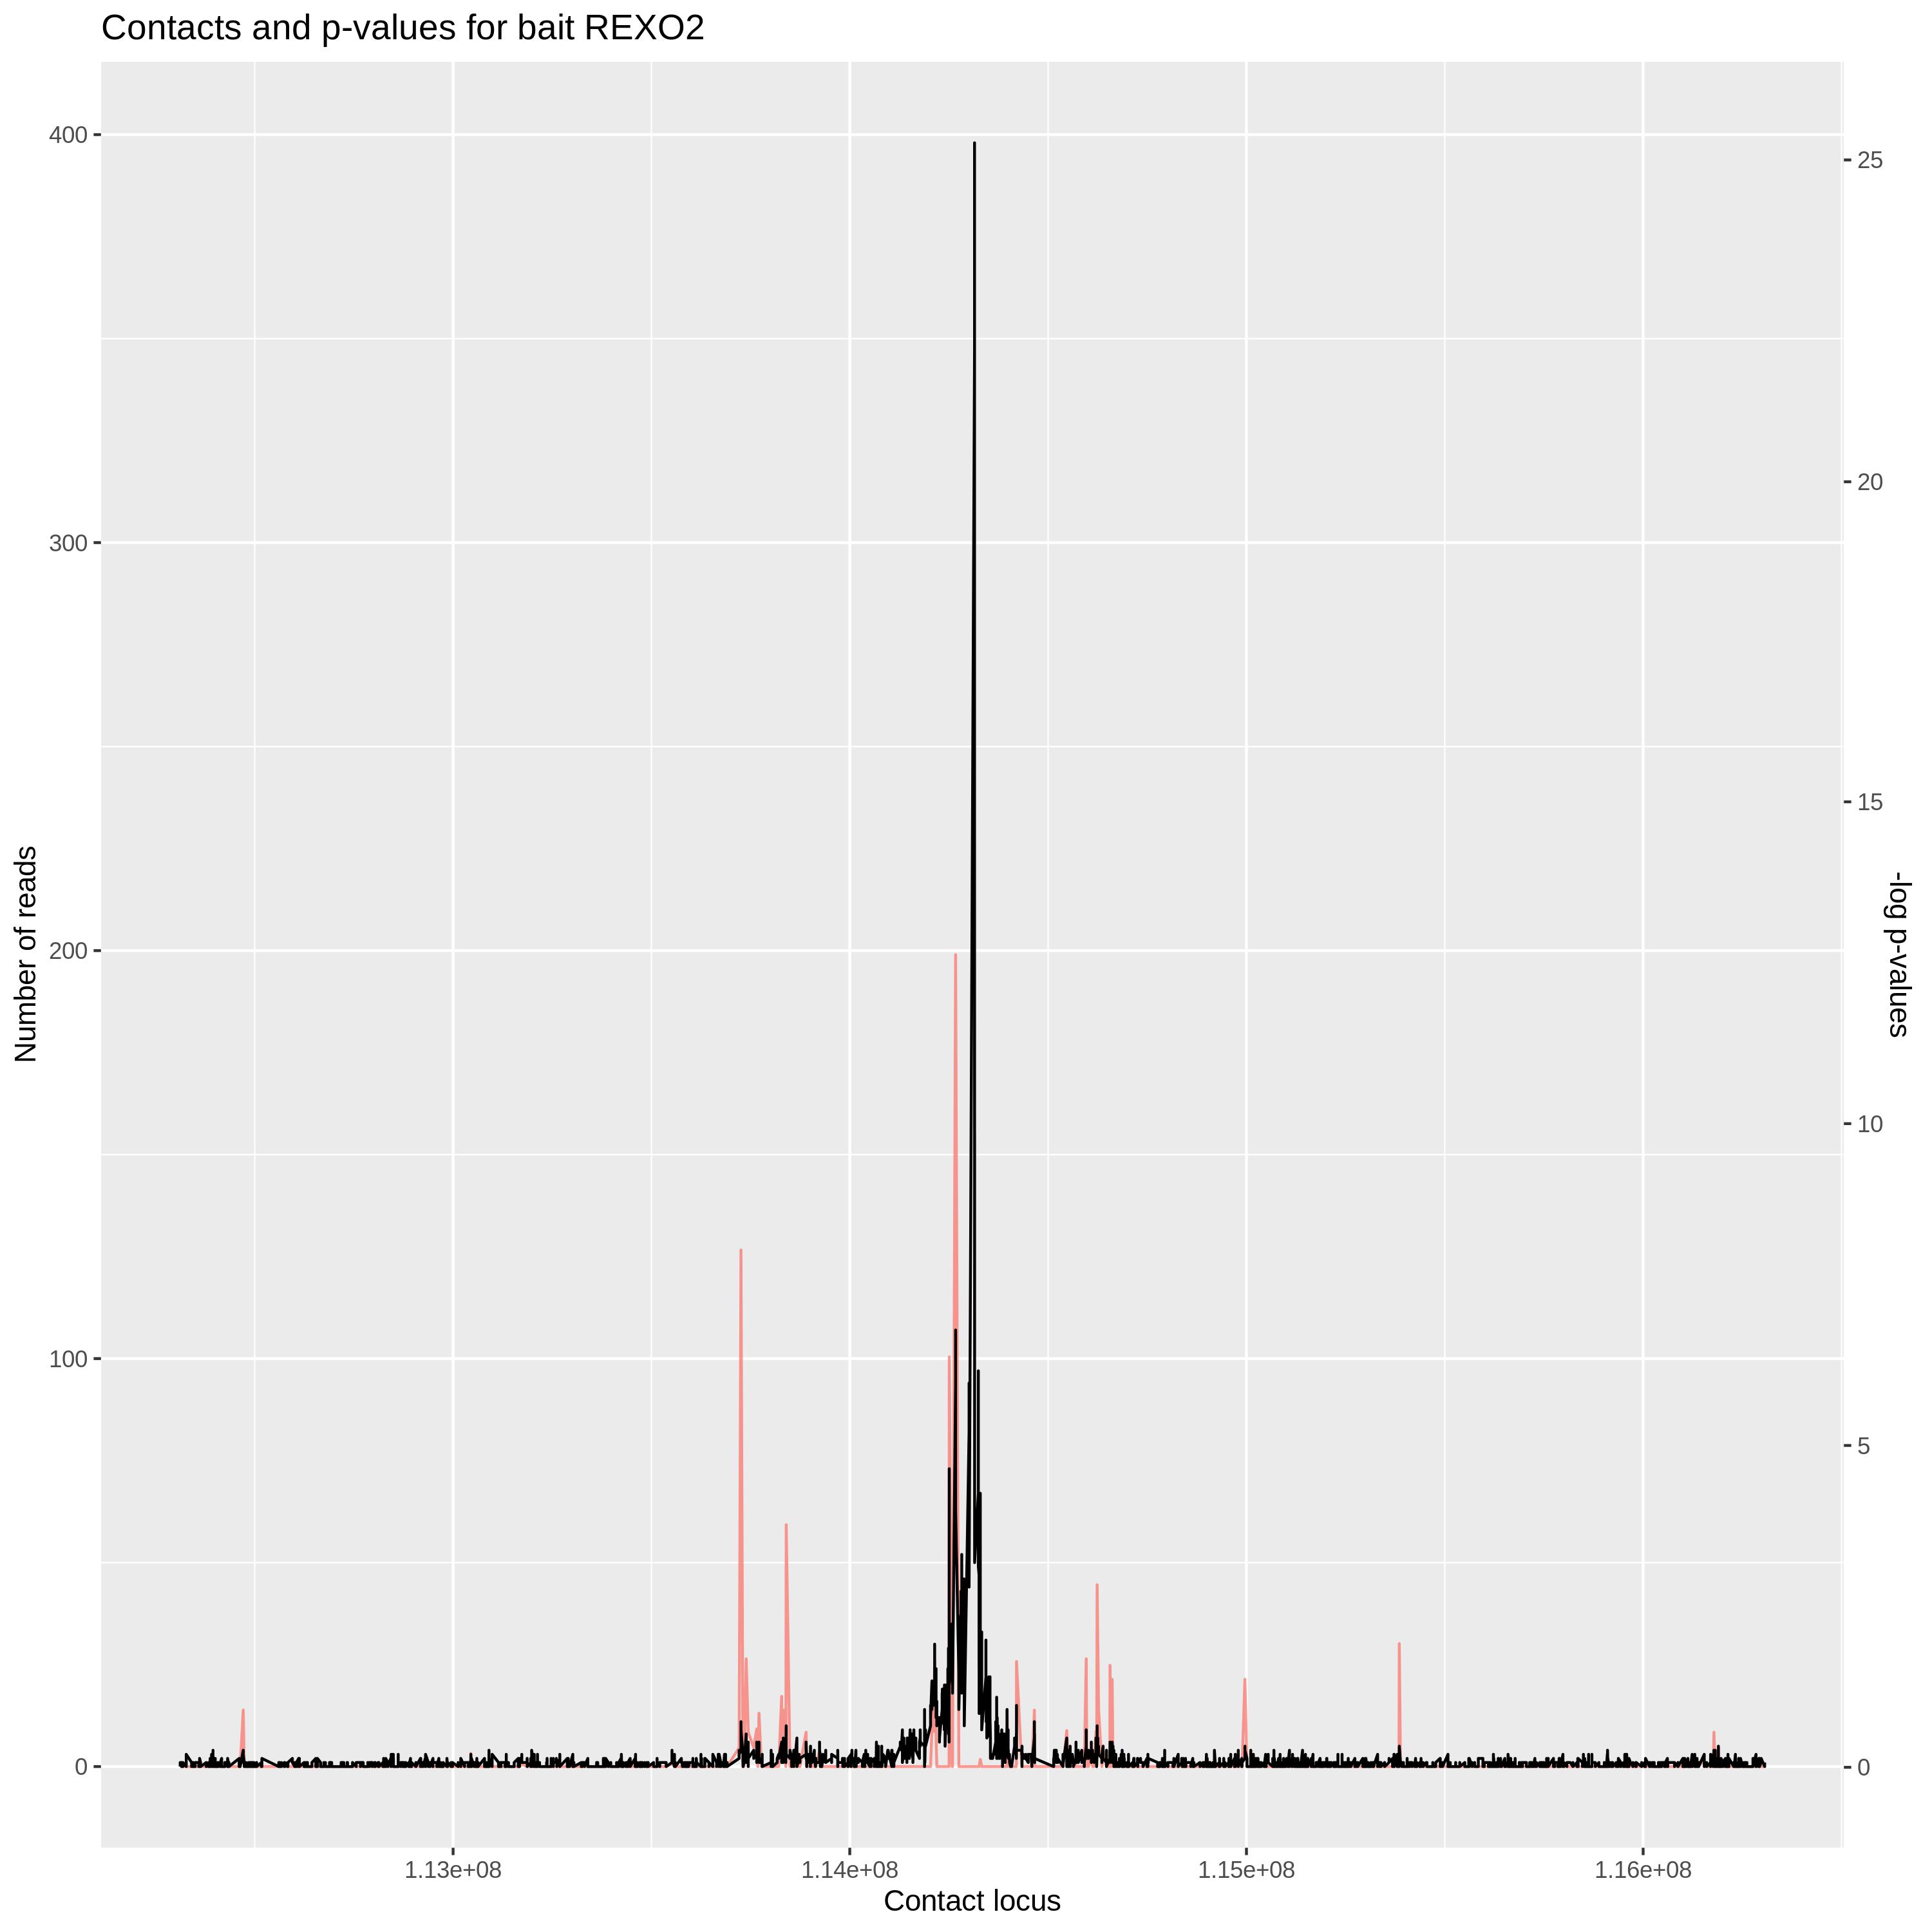 Contacts and p-values for bait REXO2
400
300
200
100
0
Number of reads
25
20
15
10
5
0
-log p-values
1.13e+08
1.14e+08
1.15e+08
1.16e+08
Contact locus